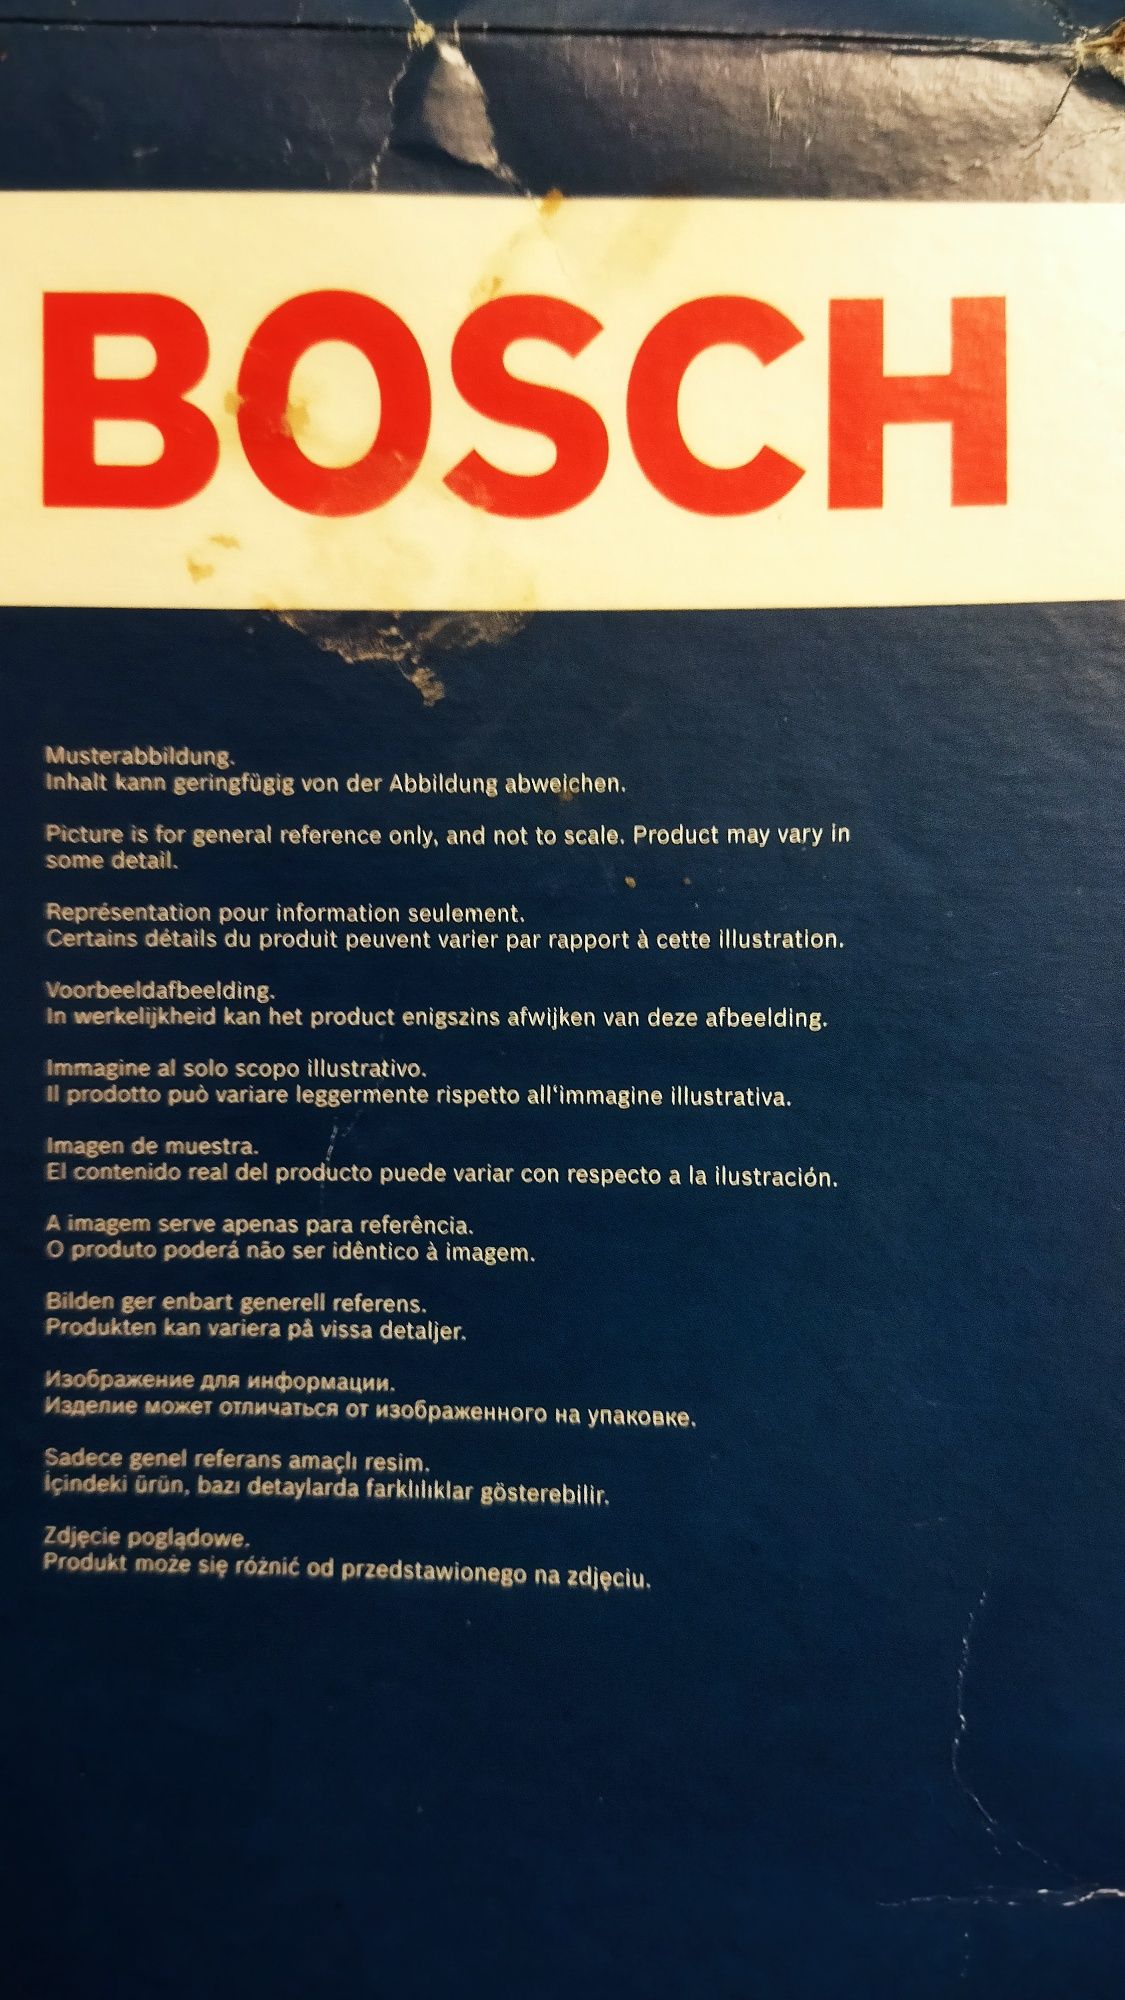 BOSCH
Musterabbildung.
Inhalt kann geringfügig von der Abbildung abweichen.
Picture is for general reference only, and not to scale. Product may vary in
some detail.
Représentation pour information seulement.
Certains détails du produit peuvent varier par rapport à cette illustration.
Voorbeeldafbeelding.
In werkelijkheid kan het product enigszins afwijken van deze afbeelding.
Immagine al solo scopo illustrativo.
Il prodotto può variare leggermente rispetto all‘immagine illustrativa.
Imagen de muestra.
El contenido real del producto puede variar con respecto a la ilustración.
A imagem serve apenas para referência.
O produto poderá não ser idêntico à imagem.
Bilden ger enbart generell referens.
Produkten kan variera på vissa detaljer.
Изображение для информации.
Изделие может отличаться от изображенного на упаковке.
Sadece genel referans amaçlı resim.
İçindeki ürün, bazı detaylarda farklılıklar gösterebilir.
Zdjęcie poglądowe.
Produkt może się różnić od przedstawionego na zdjęciu.